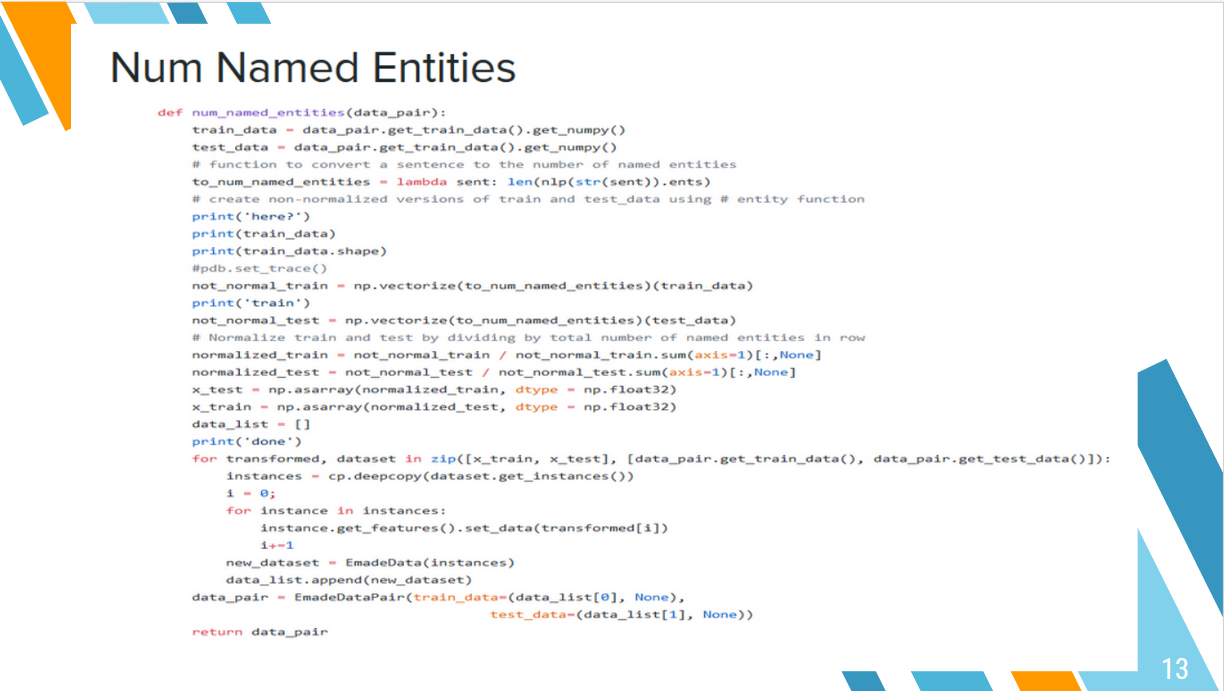 Num Named Entities
def num_named_entities(data_pair):
    train_data = data_pair.get_train_data().get_numpy()
    test_data = data_pair.get_train_data().get_numpy()
    # function to convert a sentence to the number of named entities
    to_num_named_entities = lambda sent: len(nlp(str(sent)).ents)
    # create non-normalized versions of train and test_data using # entity function
    print('here?')
    print(train_data)
    print(train_data.shape)
    #pdb.set_trace()
    not_normal_train = np.vectorize(to_num_named_entities)(train_data)
    print('train')
    not_normal_test = np.vectorize(to_num_named_entities)(test_data)
    # Normalize train and test by dividing by total number of named entities in row
    normalized_train = not_normal_train / not_normal_train.sum(axis=1)[:,None]
    normalized_test = not_normal_test / not_normal_test.sum(axis=1)[:,None]
    x_test = np.asarray(normalized_train, dtype = np.float32)
    x_train = np.asarray(normalized_test, dtype = np.float32)
    data_list = []
    print('done')
    for transformed, dataset in zip([x_train, x_test], [data_pair.get_train_data(), data_pair.get_test_data()]):
        instances = cp.deepcopy(dataset.get_instances())
        i = 0;
        for instance in instances:
            instance.get_features().set_data(transformed[i])
            i+=1
        new_dataset = EmadeData(instances)
        data_list.append(new_dataset)
    data_pair = EmadeDataPair(train_data=(data_list[0], None),
                                       test_data=(data_list[1], None))
    return data_pair
13